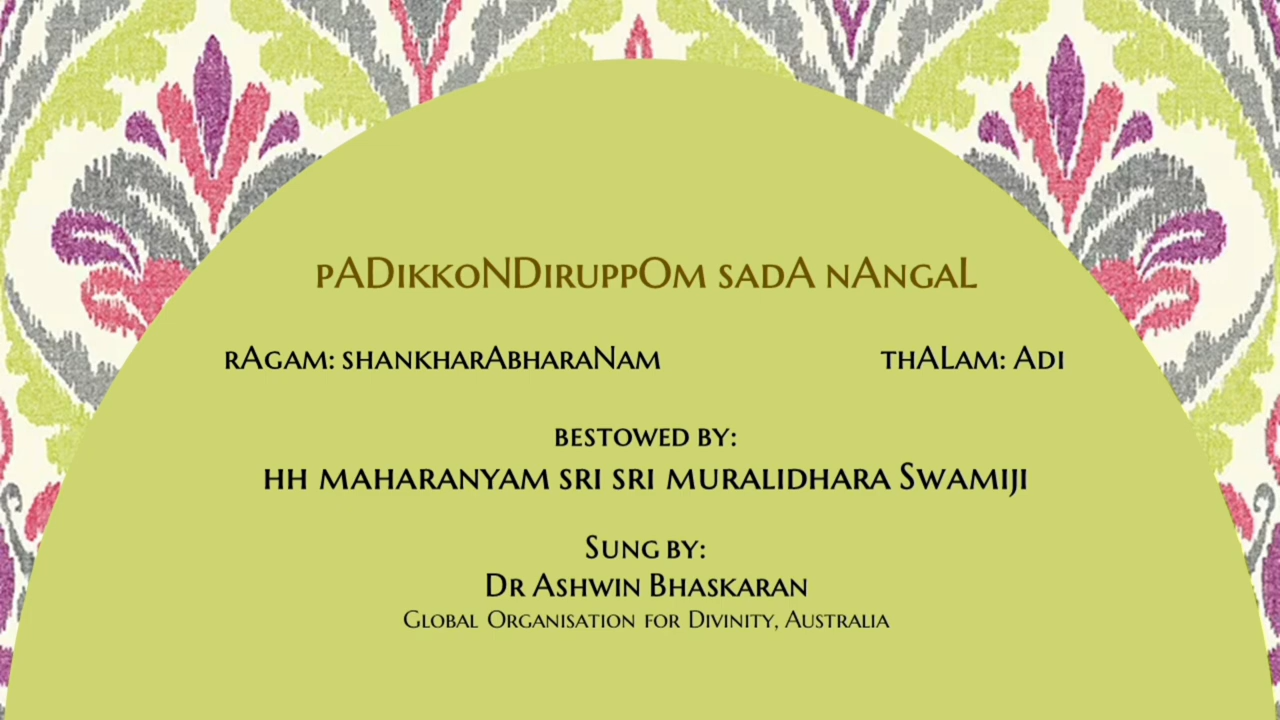 pADikkoNDiruppOm sadA nAngaL
rAgam: shankharAbharaNam thALam: Adi
bestowed by:
hh maharanyam sri sri muralidhara Swamiji
Sung by:
Dr Ashwin Bhaskaran
Global Organisation for Divinity, Australia